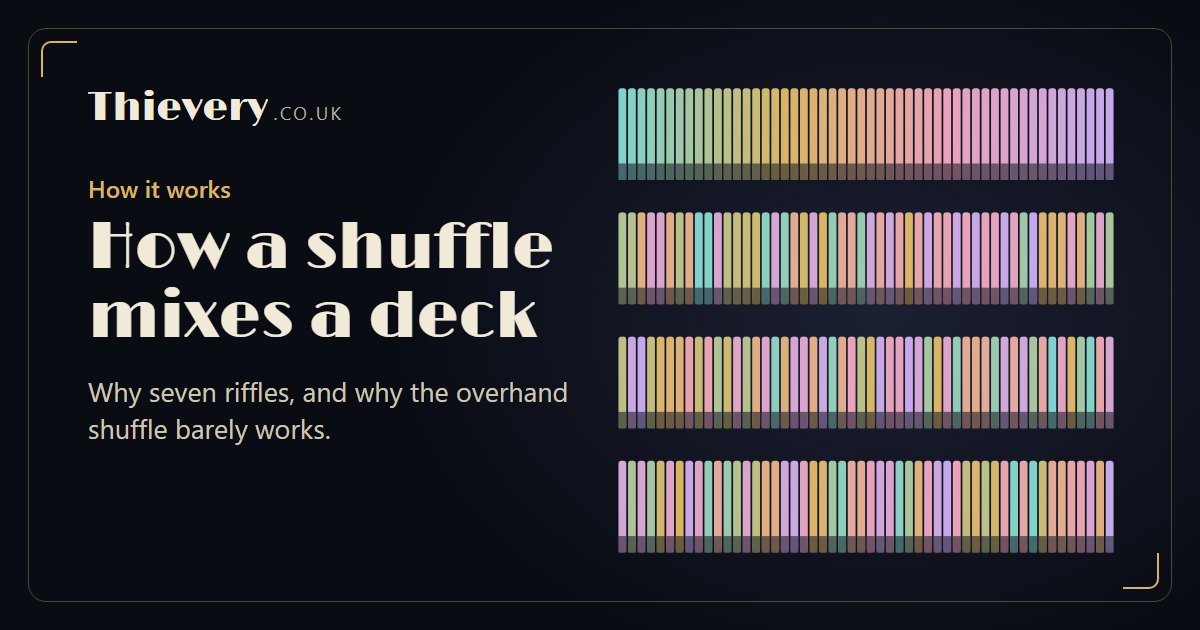 Thievery.CO.UK
How it works
How a shuffle
mixes a deck
Why seven riffles, and why the overhand
shuffle barely works.